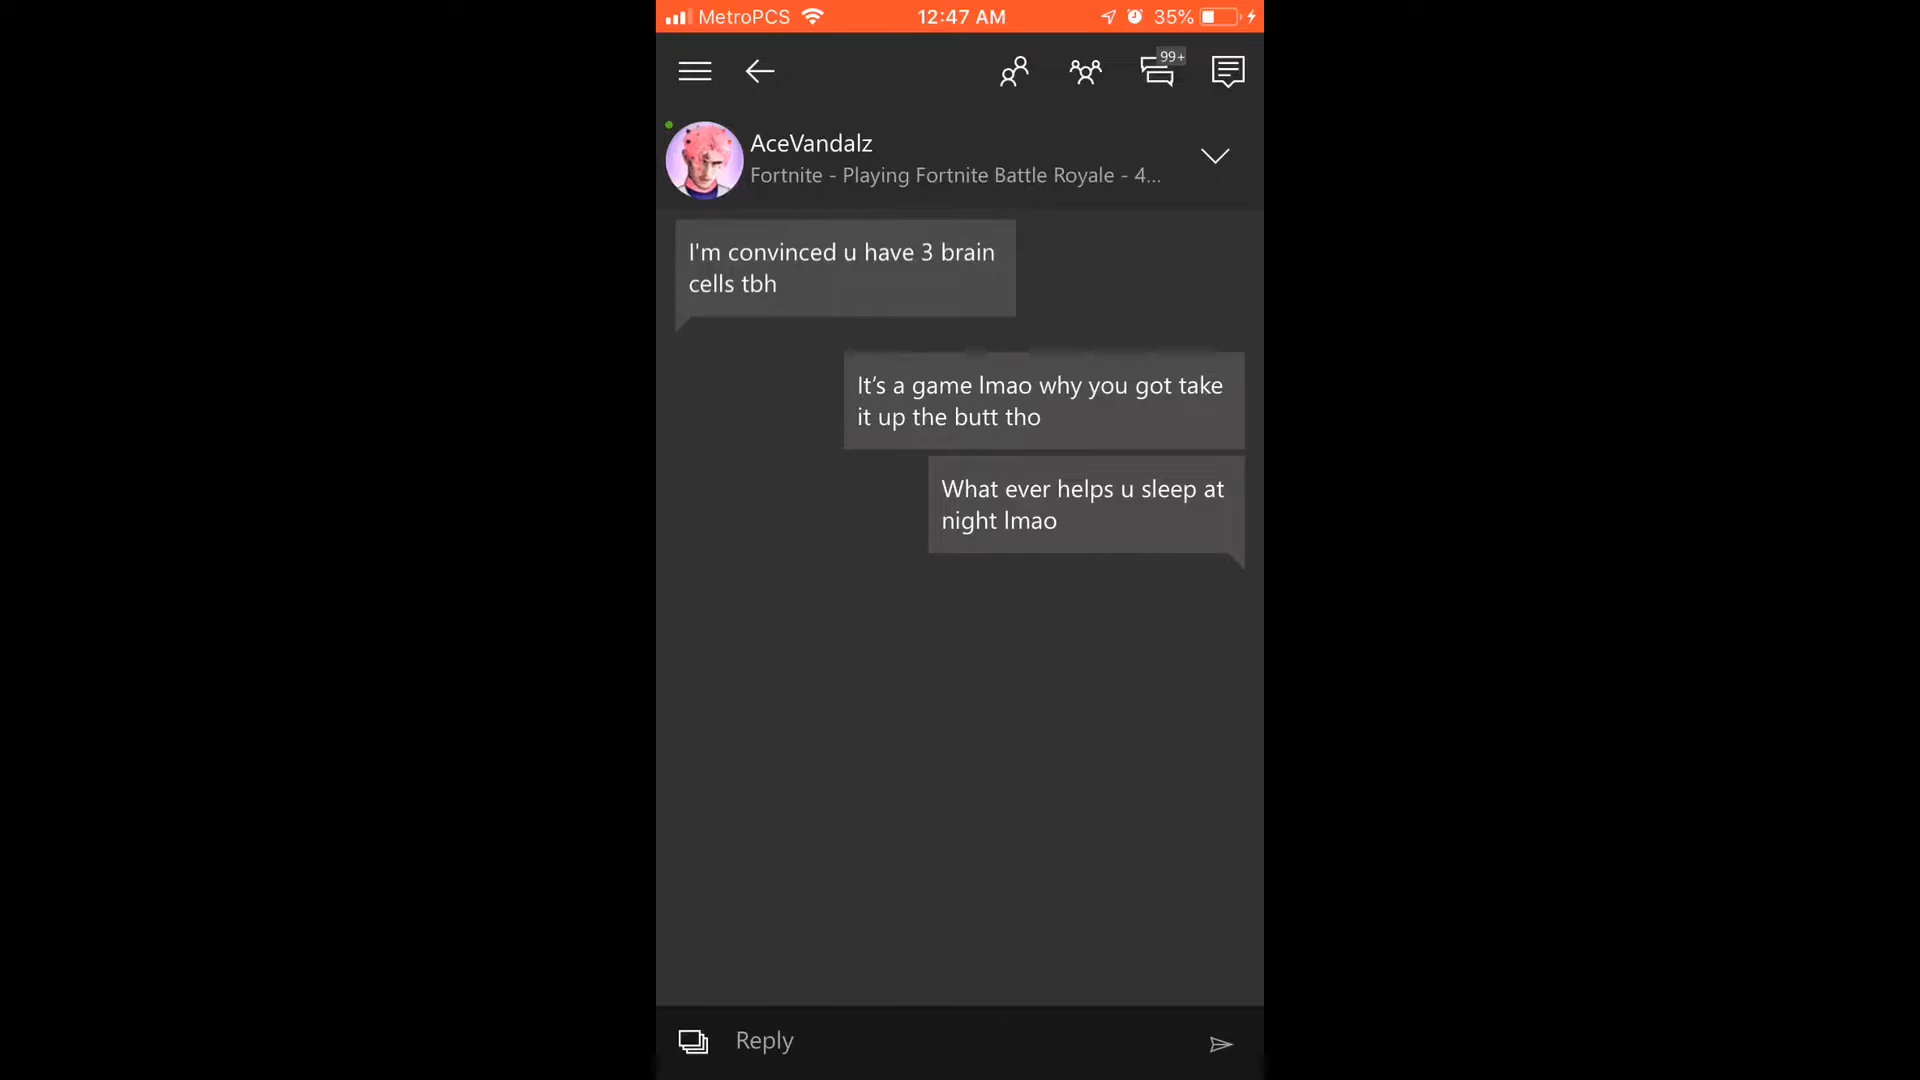 MetroPCS 12:47 AM 35%
99+
AceVandalz
Fortnite - Playing Fortnite Battle Royale - 4...
I'm convinced u have 3 brain
cells tbh
It’s a game lmao why you got take
it up the butt tho
What ever helps u sleep at
night lmao
Reply